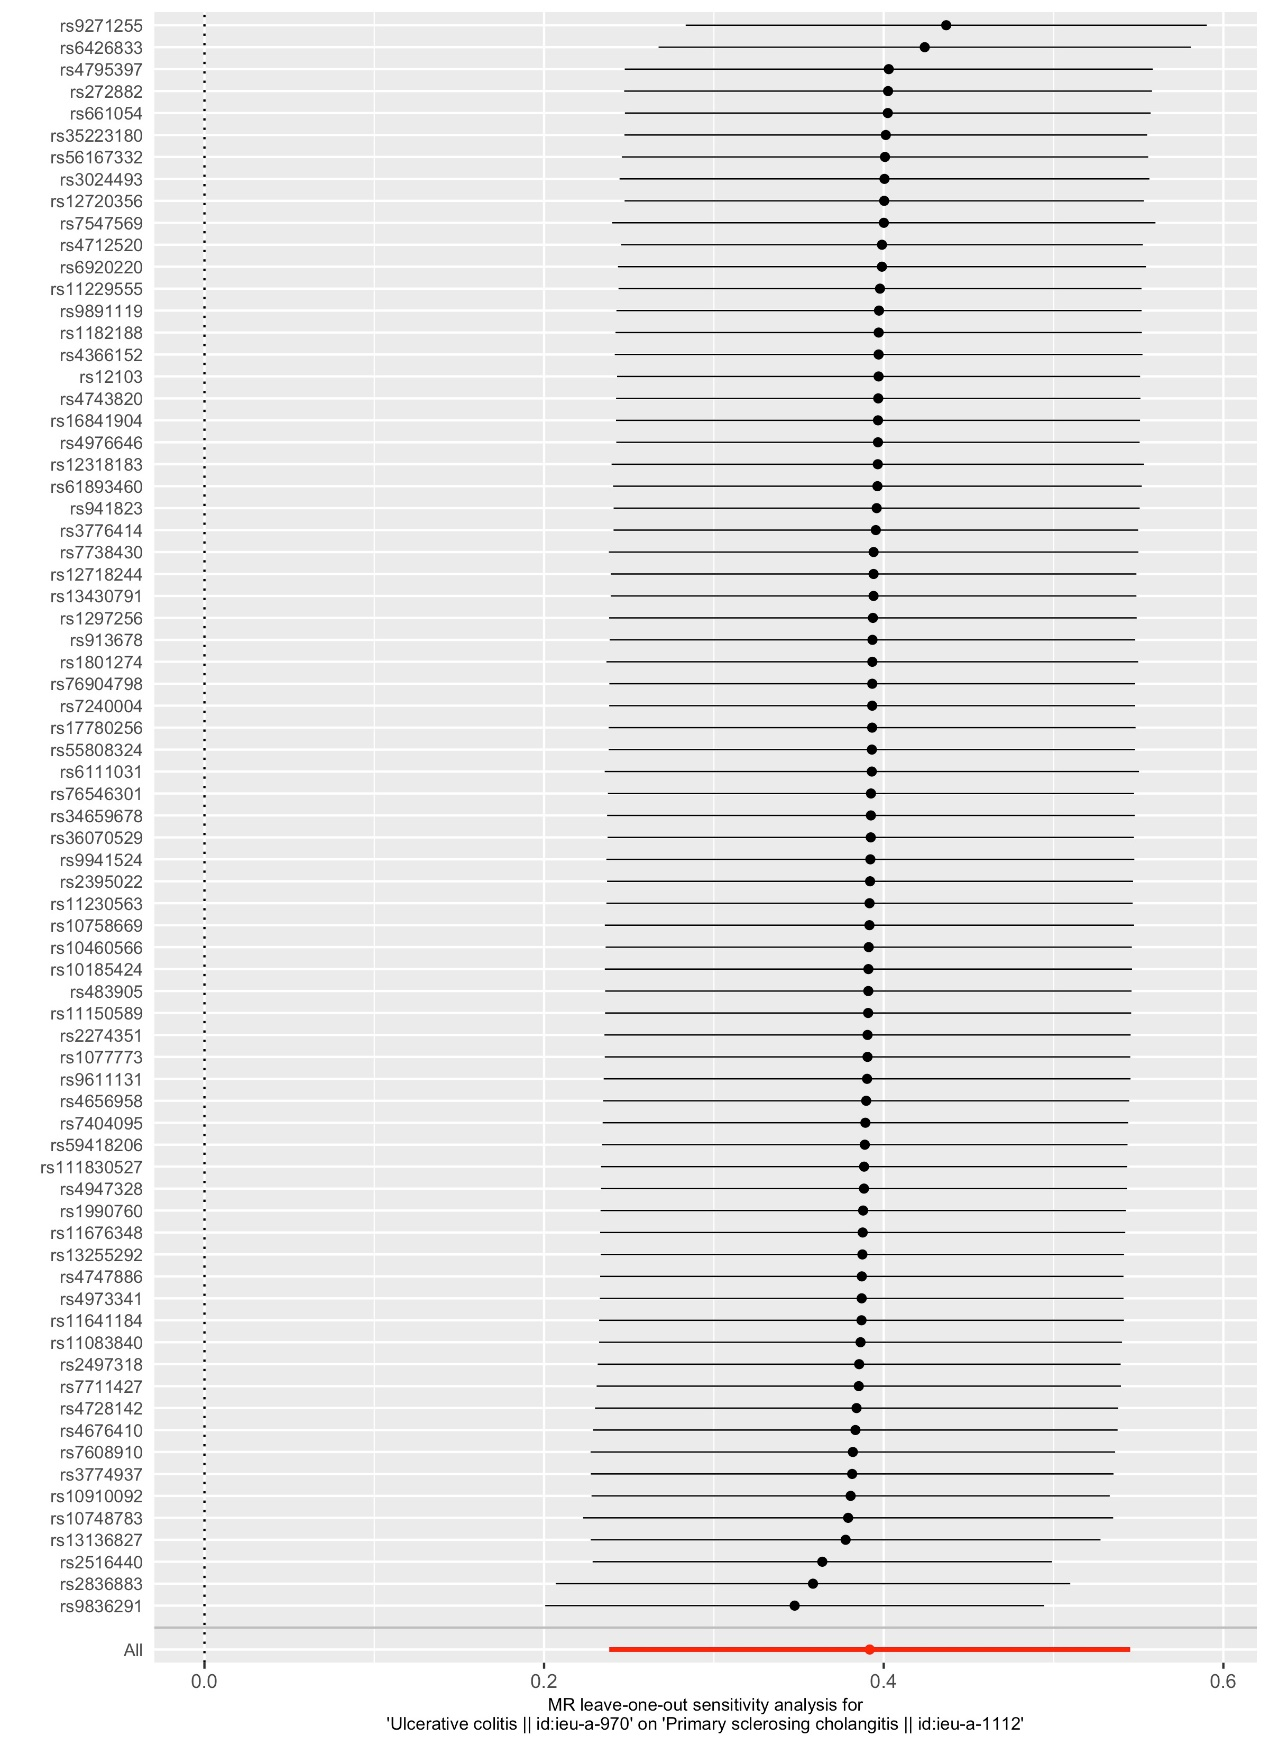 rs9271255
rs6426833
rs4795397
rs272882
rs661054
rs35223180
rs56167332
rs3024493
rs12720356
rs7547569
rs4712520
rs6920220
rs11229555
rs9891119
rs1182188
rs4366152
rs12103
rs4743820
rs16841904
rs4976646
rs12318183
rs61893460
rs941823
rs3776414
rs7738430
rs12718244
rs13430791
rs1297256
rs913678
rs1801274
rs76904798
rs7240004
rs17780256
rs55808324
rs6111031
rs76546301
rs34659678
rs36070529
rs9941524
rs2395022
rs11230563
rs10758669
rs10460566
rs10185424
rs483905
rs11150589
rs2274351
rs1077773
rs9611131
rs4656958
rs7404095
rs59418206
rs111830527
rs4947328
rs1990760
rs11676348
rs13255292
rs4747886
rs4973341
rs11641184
rs11083840
rs2497318
rs7711427
rs4728142
rs4676410
rs7608910
rs3774937
rs10910092
rs10748783
rs13136827
rs2516440
rs2836883
rs9836291
All
0.0 0.2 0.4 0.6
MR leave-one-out sensitivity analysis for
'Ulcerative colitis || id:ieu-a-970' on 'Primary sclerosing cholangitis || id:ieu-a-1112'